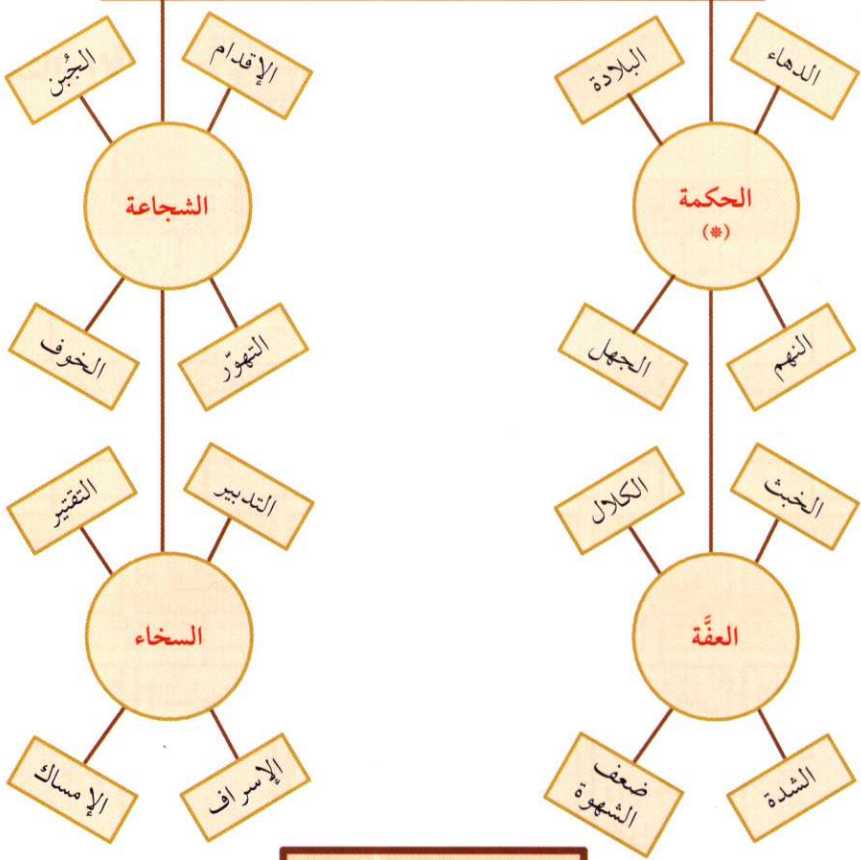 الدهاء
البلادة
الحكمة
(*)
النهم
الجهل
الإقدام
الجُبن
الشجاعة
التهوّر
الخوف
الخبث
الكلال
العفَّة
الشدة
ضعف
الشهوة
التدبير
التقتير
السخاء
الإسراف
الإمساك